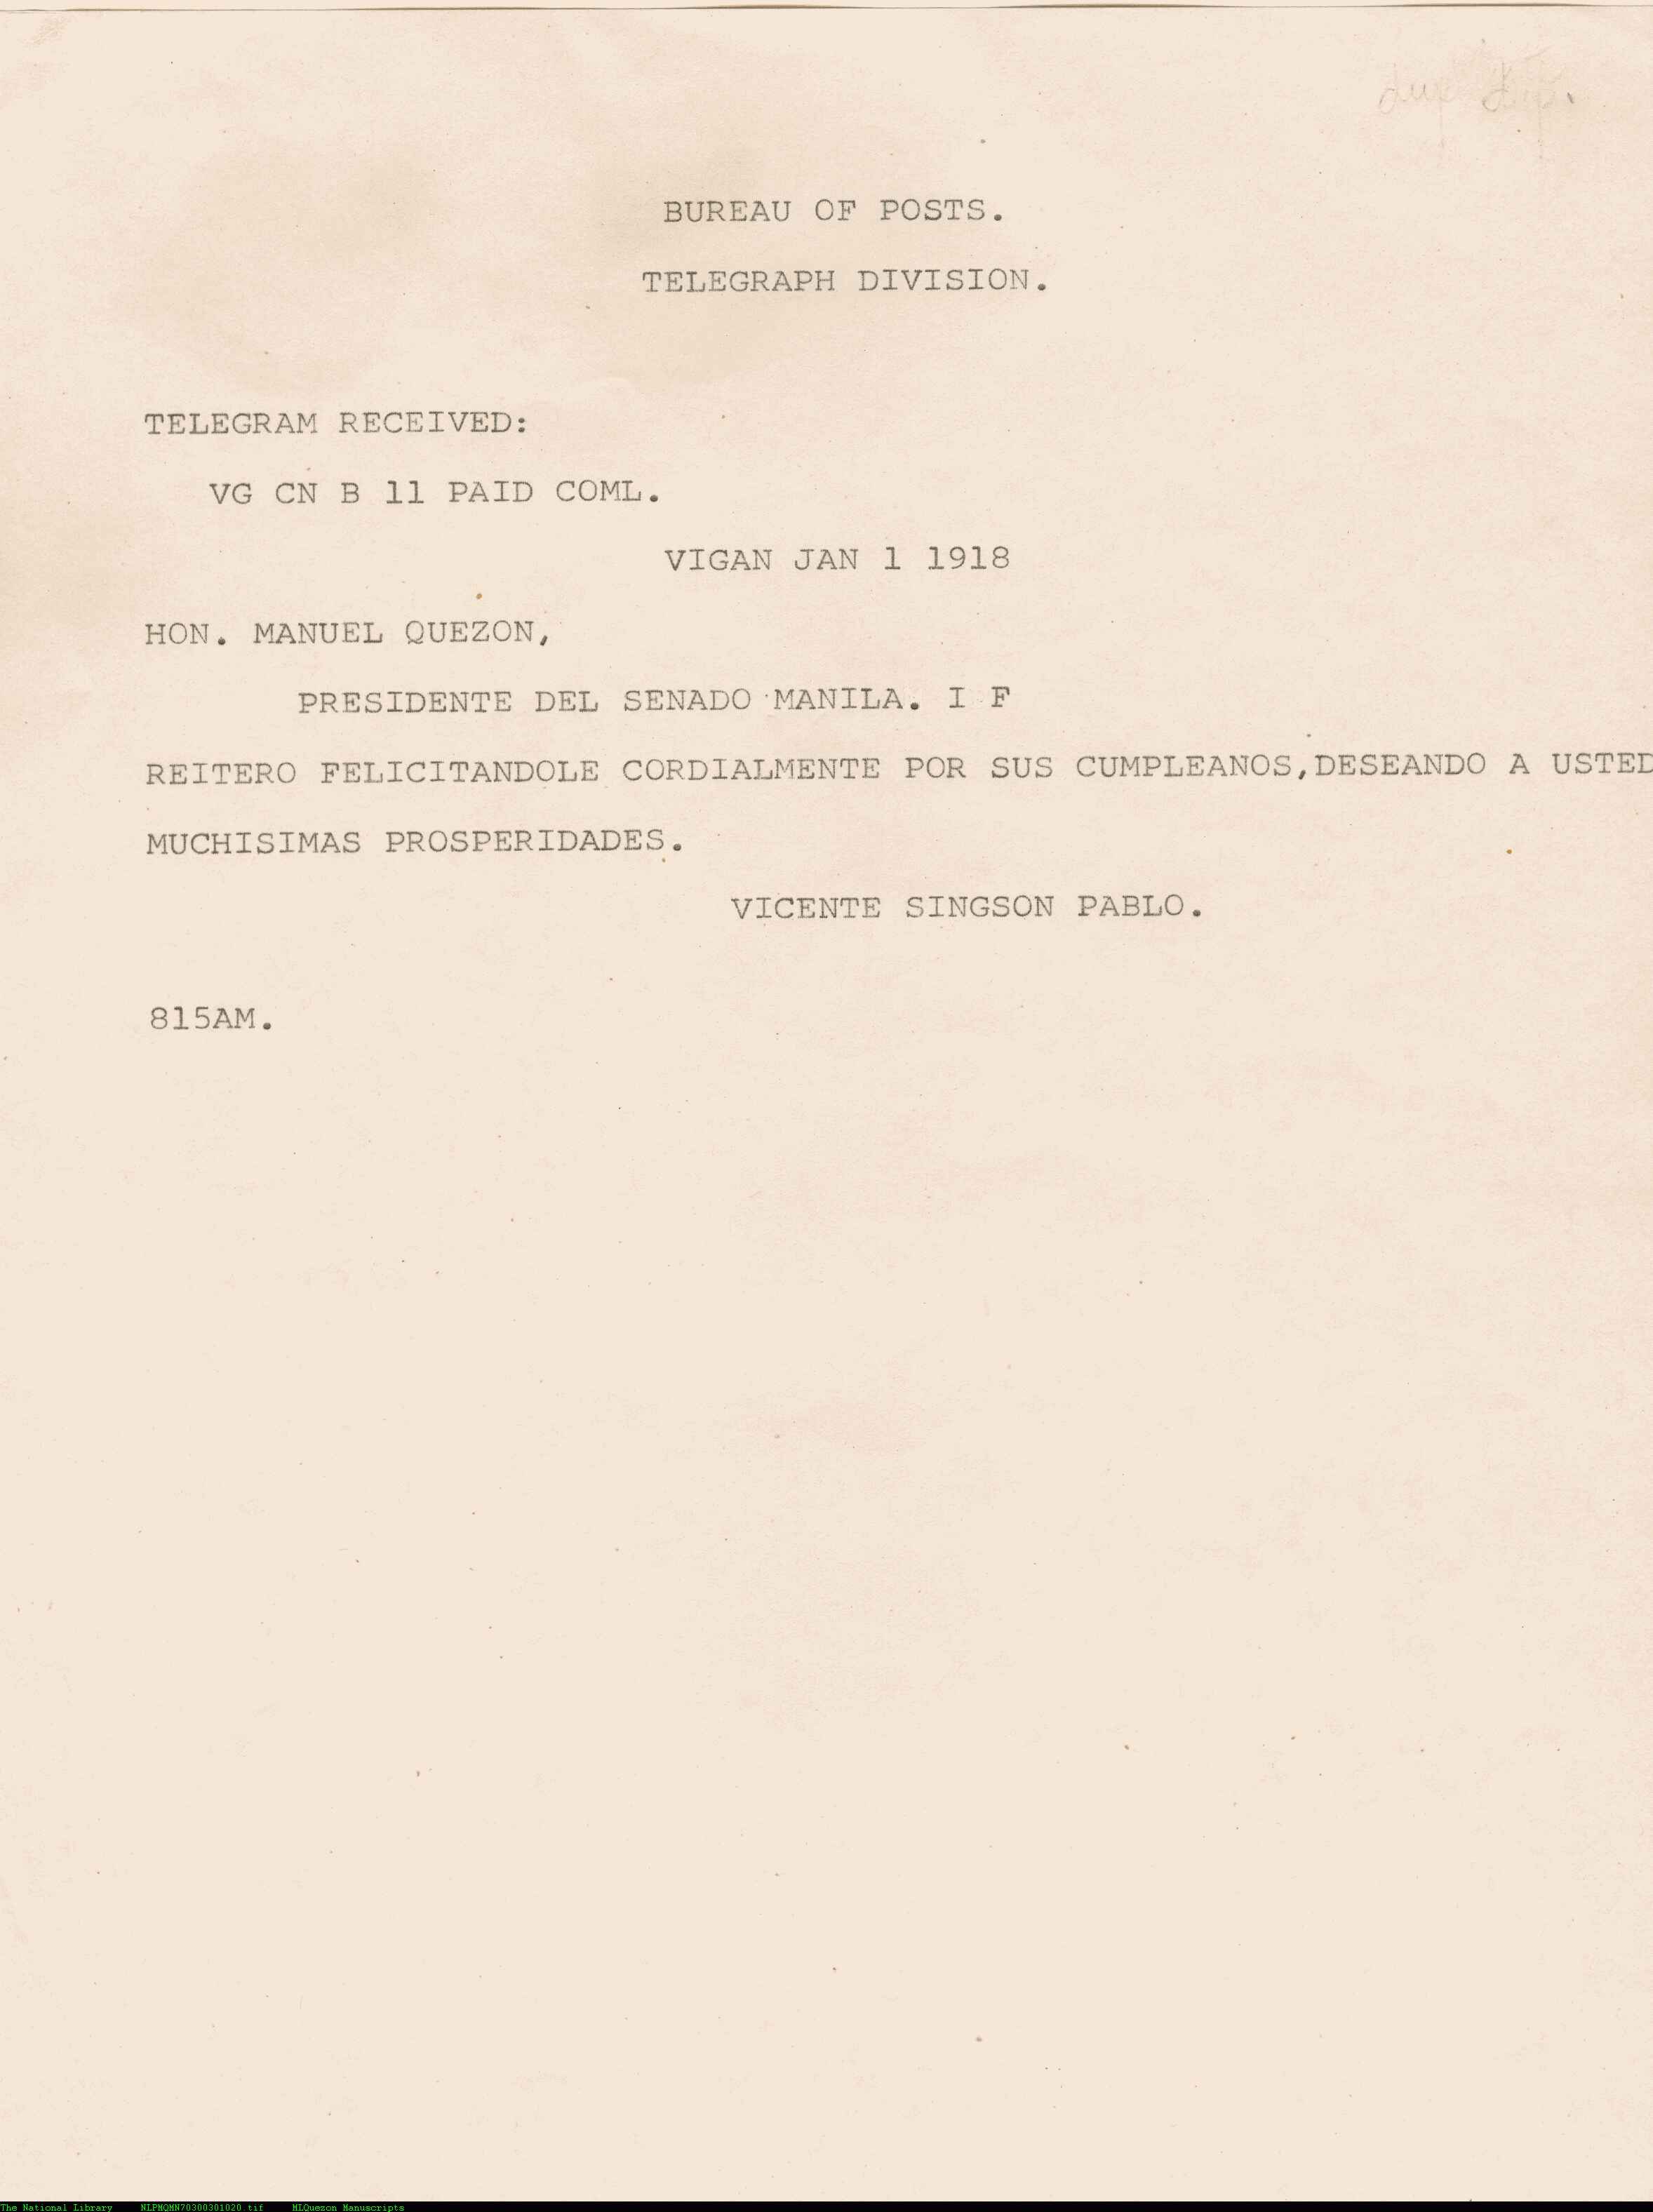 BUREAU OF POSTS.
TELEGRAPH DIVISION.
TELEGRAM RECEIVED:
VG CN B 11 PAID COML.
VIGAN JAN 1 1918
HON. MANUEL QUEZON,
PRESIDENTE DEL SENADO MANILA. I F
REITERO FELICITANDOLE CORDIALMENTE POR SUS CUMPLEANOS,DESEANDO A USTED
MUCHISIMAS PROSPERIDADES.
VICENTE SINGSON PABLO.
815AM.
The National Library NLPMQMN70300301020.tif MLQuezon Manuscripts